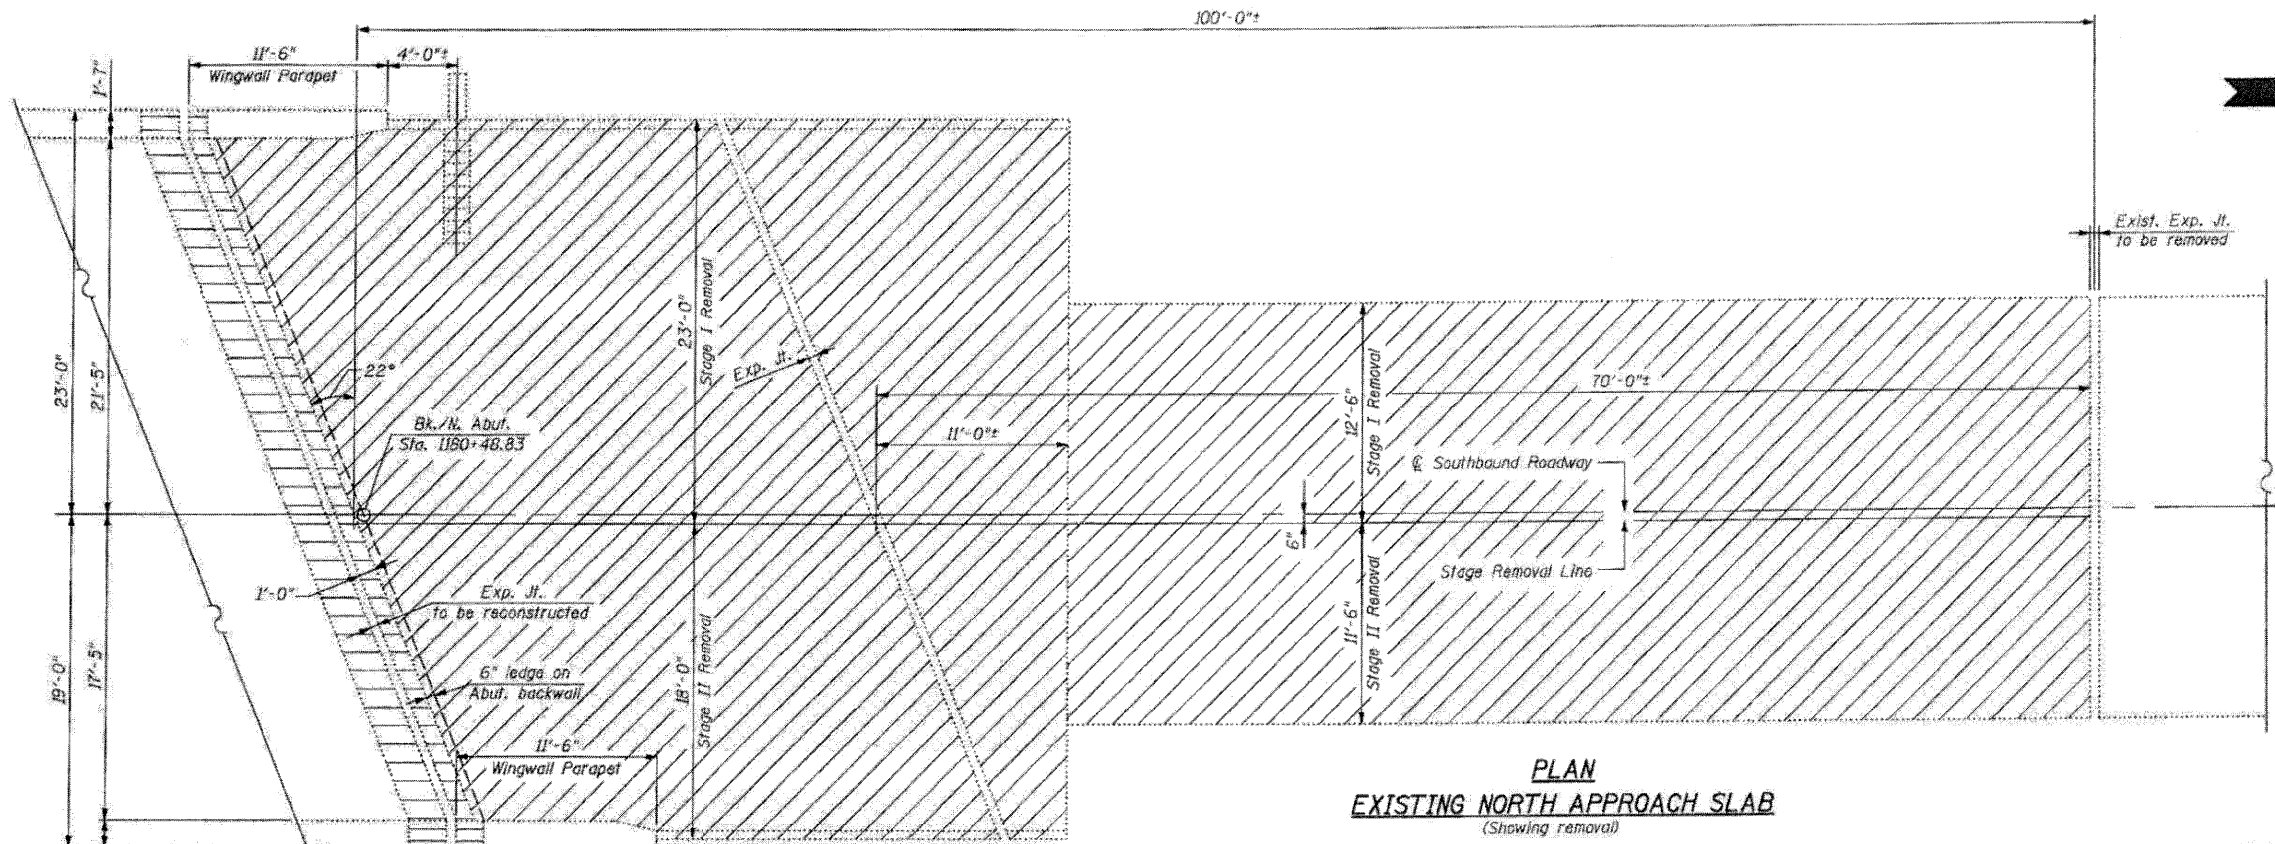 100'-0"±
11'-6"
Wingwall Parapet
4'-0"±
1'-7"
Exist. Exp. Jt.
to be removed
23'-0"
21'-5"
22°
23'-0"
Stage I Removal
Exp. Jt.
70'-0"±
12'-6"
Stage I Removal
Bk./N. Abut.
Sta. 1180+48.83
11'-0"±
℄ Southbound Roadway
6"
Stage Removal Line
1'-0"
Exp. Jt.
to be reconstructed
11'-6"
Stage II Removal
18'-0"
Stage II Removal
6" ledge on
Abut. backwall
19'-0"
17'-5"
11'-6"
Wingwall Parapet
PLAN
EXISTING NORTH APPROACH SLAB
(Showing removal)